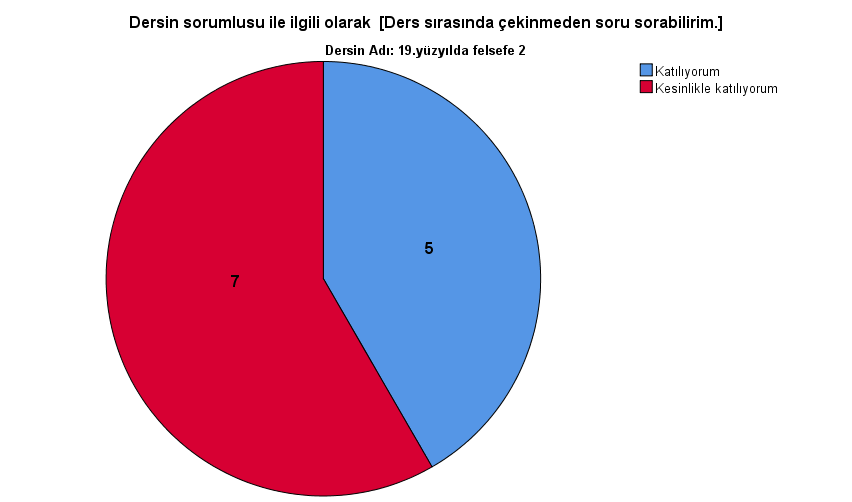 Dersin sorumlusu ile ilgili olarak  [Ders sırasında çekinmeden soru sorabilirim.]
Dersin Adı: 19.yüzyılda felsefe 2
Katılıyorum
Kesinlikle katılıyorum
5
7